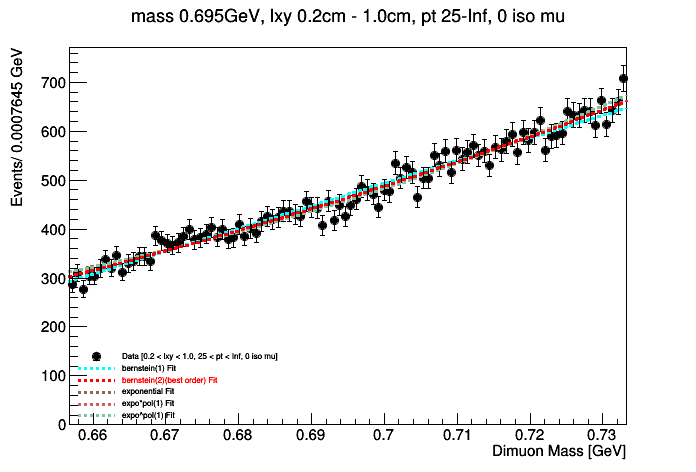 mass 0.695GeV, lxy 0.2cm - 1.0cm, pt 25-Inf, 0 iso mu
Events/ 0.0007645 GeV
700
600
500
400
300
200
100
0
Data [0.2 < lxy < 1.0, 25 < pt < Inf, 0 iso mu]
bernstein(1) Fit
bernstein(2)(best order) Fit
exponential Fit
expo*pol(1) Fit
expo^pol(1)Fit
0.66 0.67 0.68 0.69 0.7 0.71 0.72 0.73
Dimuon Mass [GeV]